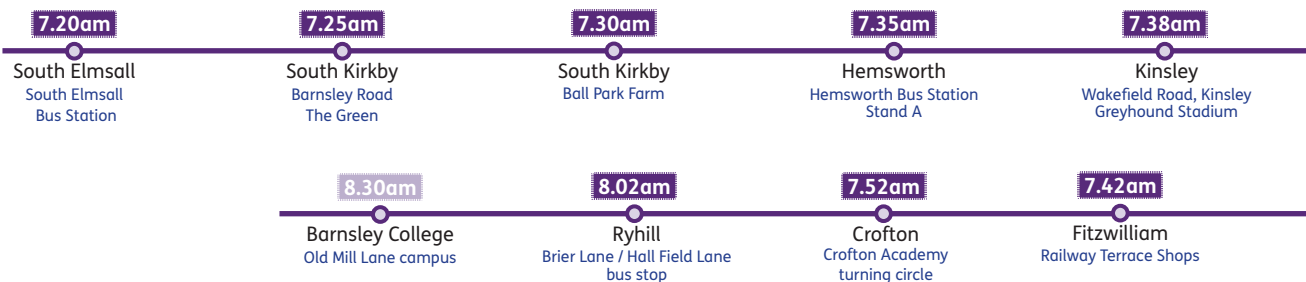 7.20am 7.25am 7.30am 7.35am 7.38am
South Elmsall South Kirkby South Kirkby Hemsworth Kinsley
South Elmsall Barnsley Road Ball Park Farm Hemsworth Bus Station Wakefield Road, Kinsley
Bus Station The Green Stand A Greyhound Stadium
8.30am 8.02am 7.52am 7.42am
Barnsley College Ryhill Crofton Fitzwilliam
Old Mill Lane campus Brier Lane / Hall Field Lane Crofton Academy Railway Terrace Shops
bus stop turning circle